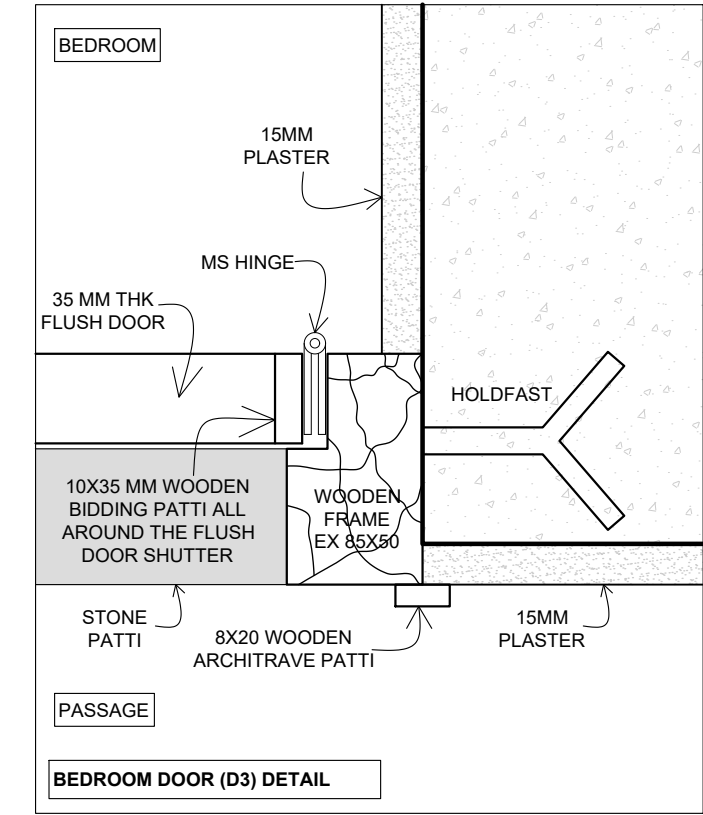 BEDROOM
15MM
PLASTER
MS HINGE
35 MM THK
FLUSH DOOR
HOLDFAST
10X35 MM WOODEN
BIDDING PATTI ALL
AROUND THE FLUSH
DOOR SHUTTER
WOODEN
FRAME
EX 85X50
STONE
PATTI
8X20 WOODEN
ARCHITRAVE PATTI
15MM
PLASTER
PASSAGE
BEDROOM DOOR (D3) DETAIL